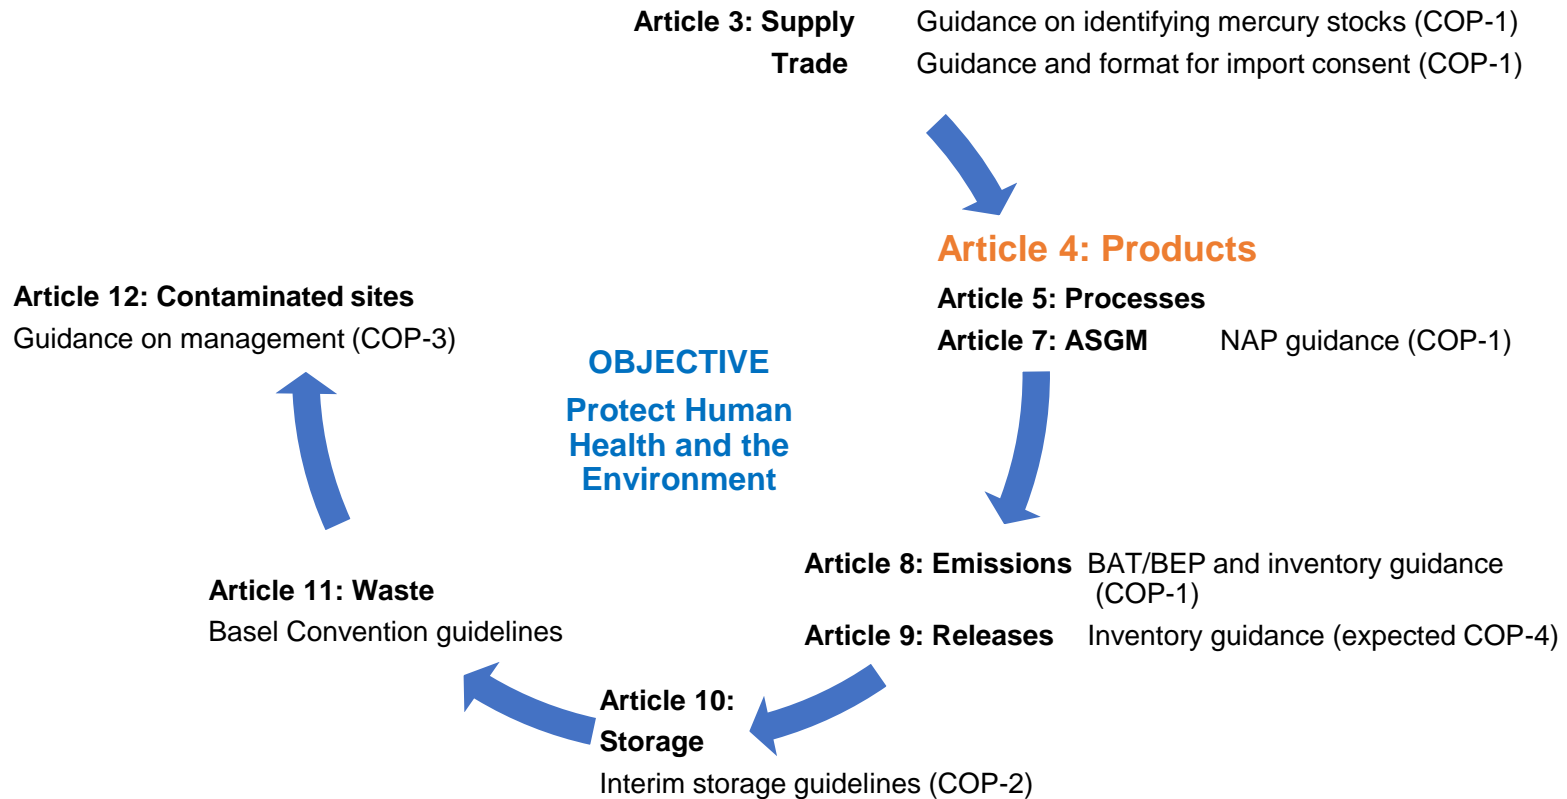 Article 3: Supply Guidance on identifying mercury stocks (COP-1)
Trade Guidance and format for import consent (COP-1)
Article 4: Products
Article 5: Processes
Article 7: ASGM NAP guidance (COP-1)
Article 12: Contaminated sites
Guidance on management (COP-3)
OBJECTIVE
Protect Human
Health and the
Environment
Article 8: Emissions BAT/BEP and inventory guidance
(COP-1)
Article 9: Releases Inventory guidance (expected COP-4)
Article 11: Waste
Basel Convention guidelines
Article 10:
Storage
Interim storage guidelines (COP-2)